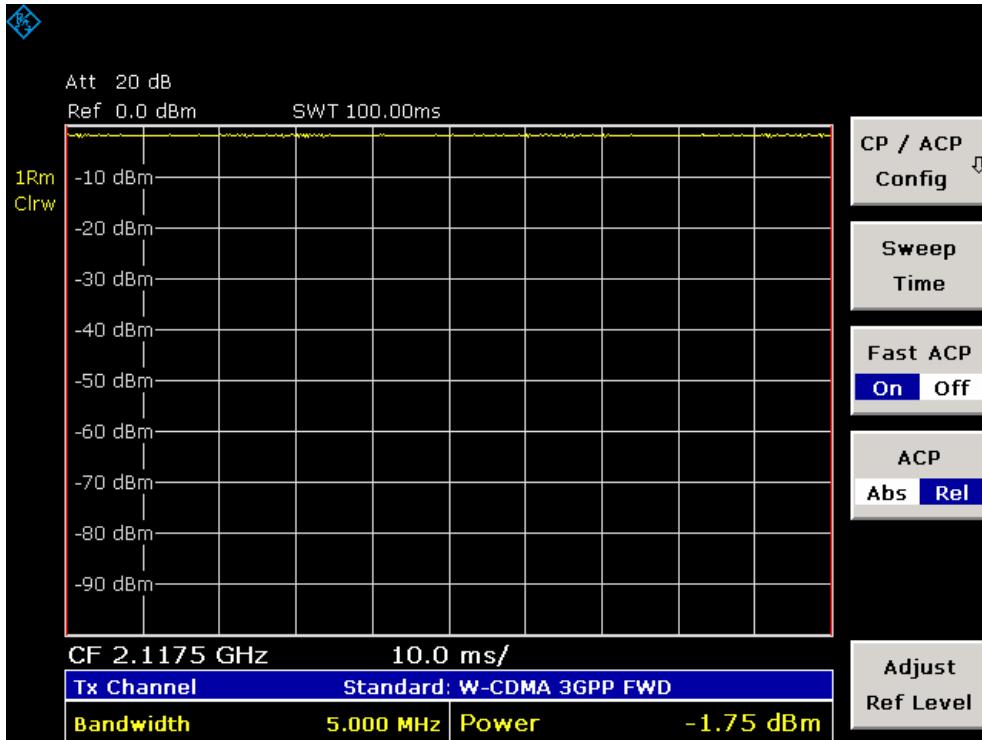 Att 20 dB
Ref 0.0 dBm SWT 100.00ms
1Rm
Clrw
-10 dBm
-20 dBm
-30 dBm
-40 dBm
-50 dBm
-60 dBm
-70 dBm
-80 dBm
-90 dBm
CF 2.1175 GHz 10.0 ms/
Tx Channel Standard: W-CDMA 3GPP FWD
Bandwidth 5.000 MHz Power -1.75 dBm
CP / ACP
Config
Sweep
Time
Fast ACP
On Off
ACP
Abs Rel
Adjust
Ref Level